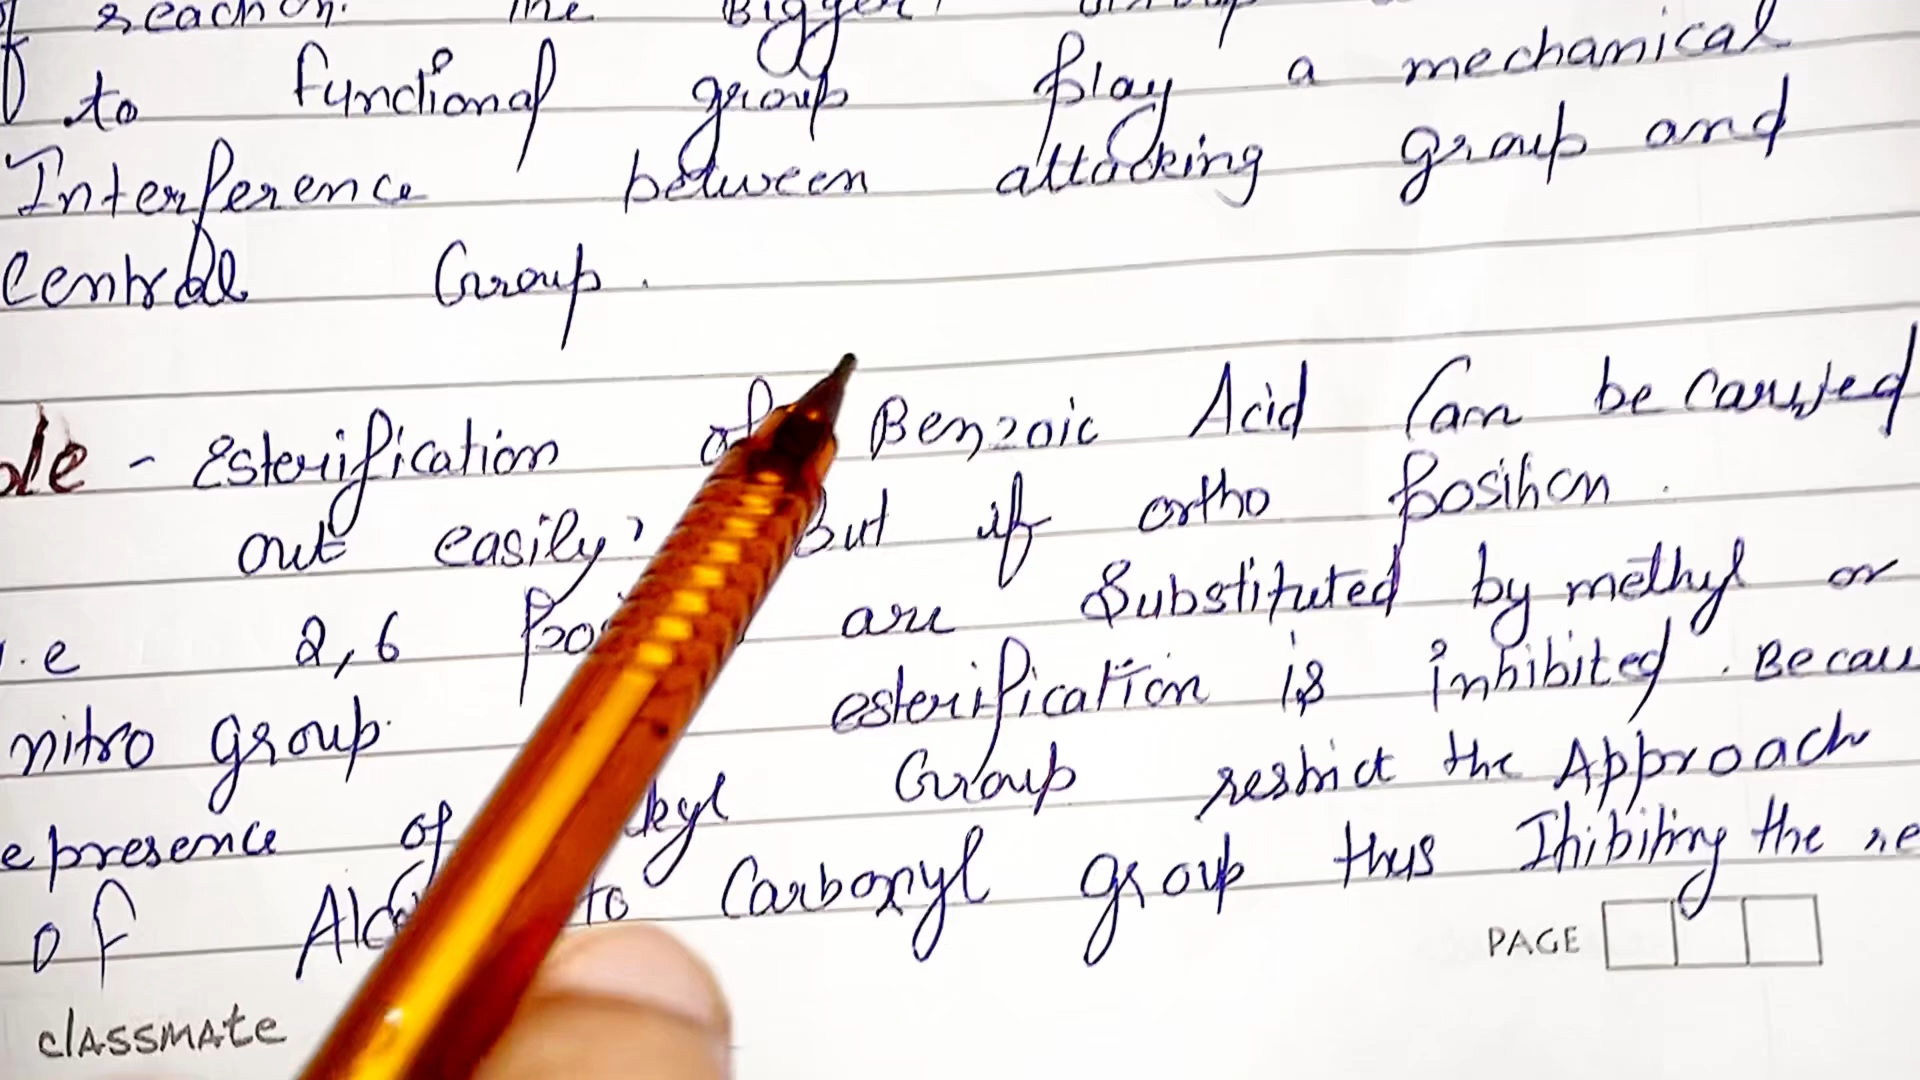 reaction. The Bigger
to functional group play a mechanical
Interference between attacking group and
Central Group.
- Esterification of Benzoic Acid Can be carried
out easily, But if ortho position.
i.e 2,6 are Substituted by methyl or
nitro group. esterification is inhibited. Becau
presence of Group restrict the Approach
of to Carboxyl group thus Ihibiting the re
PAGE
classmate